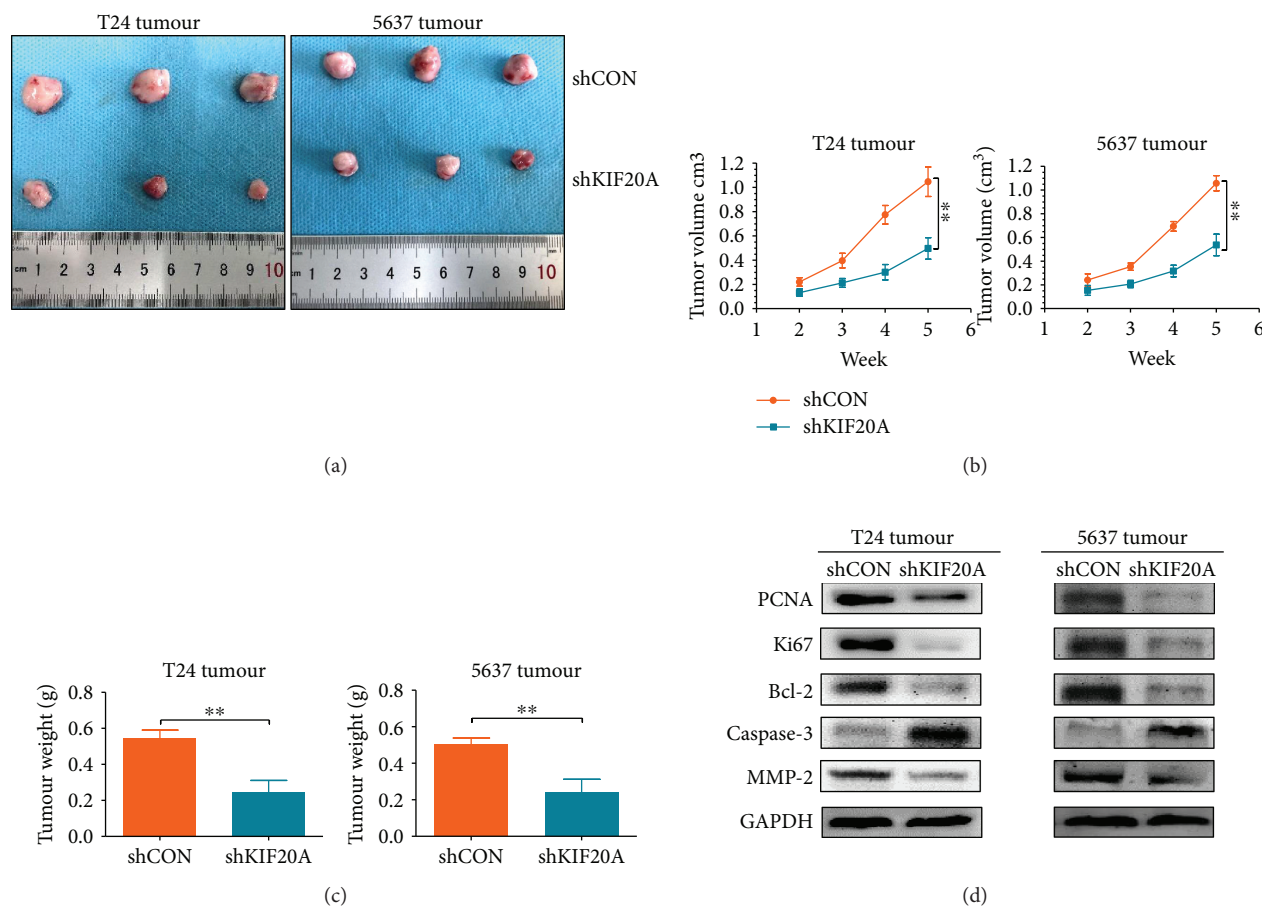 T24 tumour 5637 tumour
shCON
shKIF20A
cm 1 2 3 4 5 6 7 8 9 10
cm 1 2 3 4 5 6 7 8 9 10
(a)
T24 tumour
Tumor volume cm3
1.2
1.0
0.8
0.6
0.4
0.2
0.0
1 2 3 4 5 6
Week
**
5637 tumour
Tumor volume (cm³)
1.2
1.0
0.8
0.6
0.4
0.2
0.0
1 2 3 4 5 6
Week
**
shCON
shKIF20A
(b)
T24 tumour
Tumour weight (g)
0.8
0.6
0.4
0.2
0.0
**
shCON shKIF20A
5637 tumour
Tumour weight (g)
0.8
0.6
0.4
0.2
0.0
**
shCON shKIF20A
(c)
T24 tumour 5637 tumour
shCON shKIF20A shCON shKIF20A
PCNA
Ki67
Bcl-2
Caspase-3
MMP-2
GAPDH
(d)